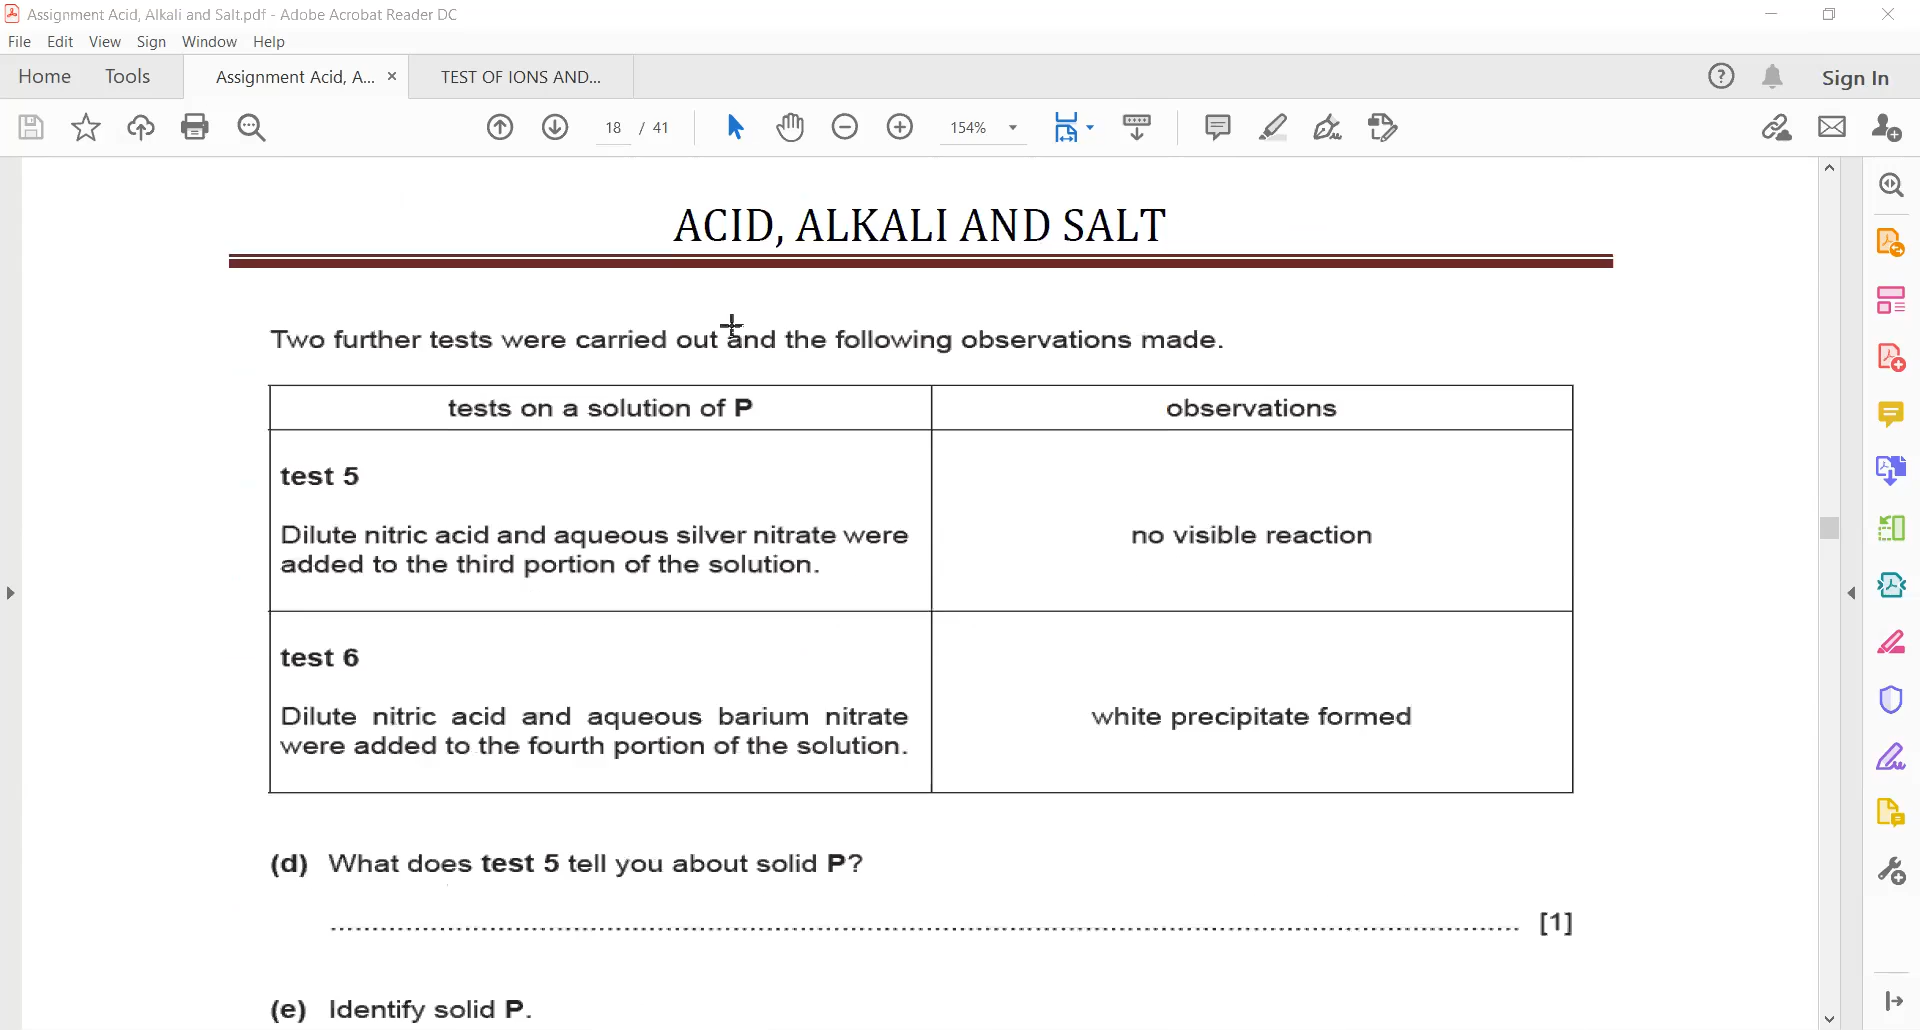 Assignment Acid, Alkali and Salt.pdf - Adobe Acrobat Reader DC
File Edit View Sign Window Help
Home Tools Assignment Acid, A... × TEST OF IONS AND... Sign In
18 / 41 154%
ACID, ALKALI AND SALT
Two further tests were carried out and the following observations made.
tests on a solution of P observations
test 5
Dilute nitric acid and aqueous silver nitrate were
added to the third portion of the solution.
no visible reaction
test 6
Dilute nitric acid and aqueous barium nitrate
were added to the fourth portion of the solution.
white precipitate formed
(d) What does test 5 tell you about solid P?
[1]
(e) Identify solid P.